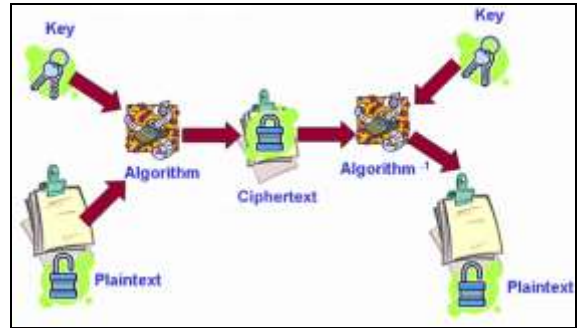 Key
Key
Algorithm
Algorithm -1
Ciphertext
Plaintext
Plaintext